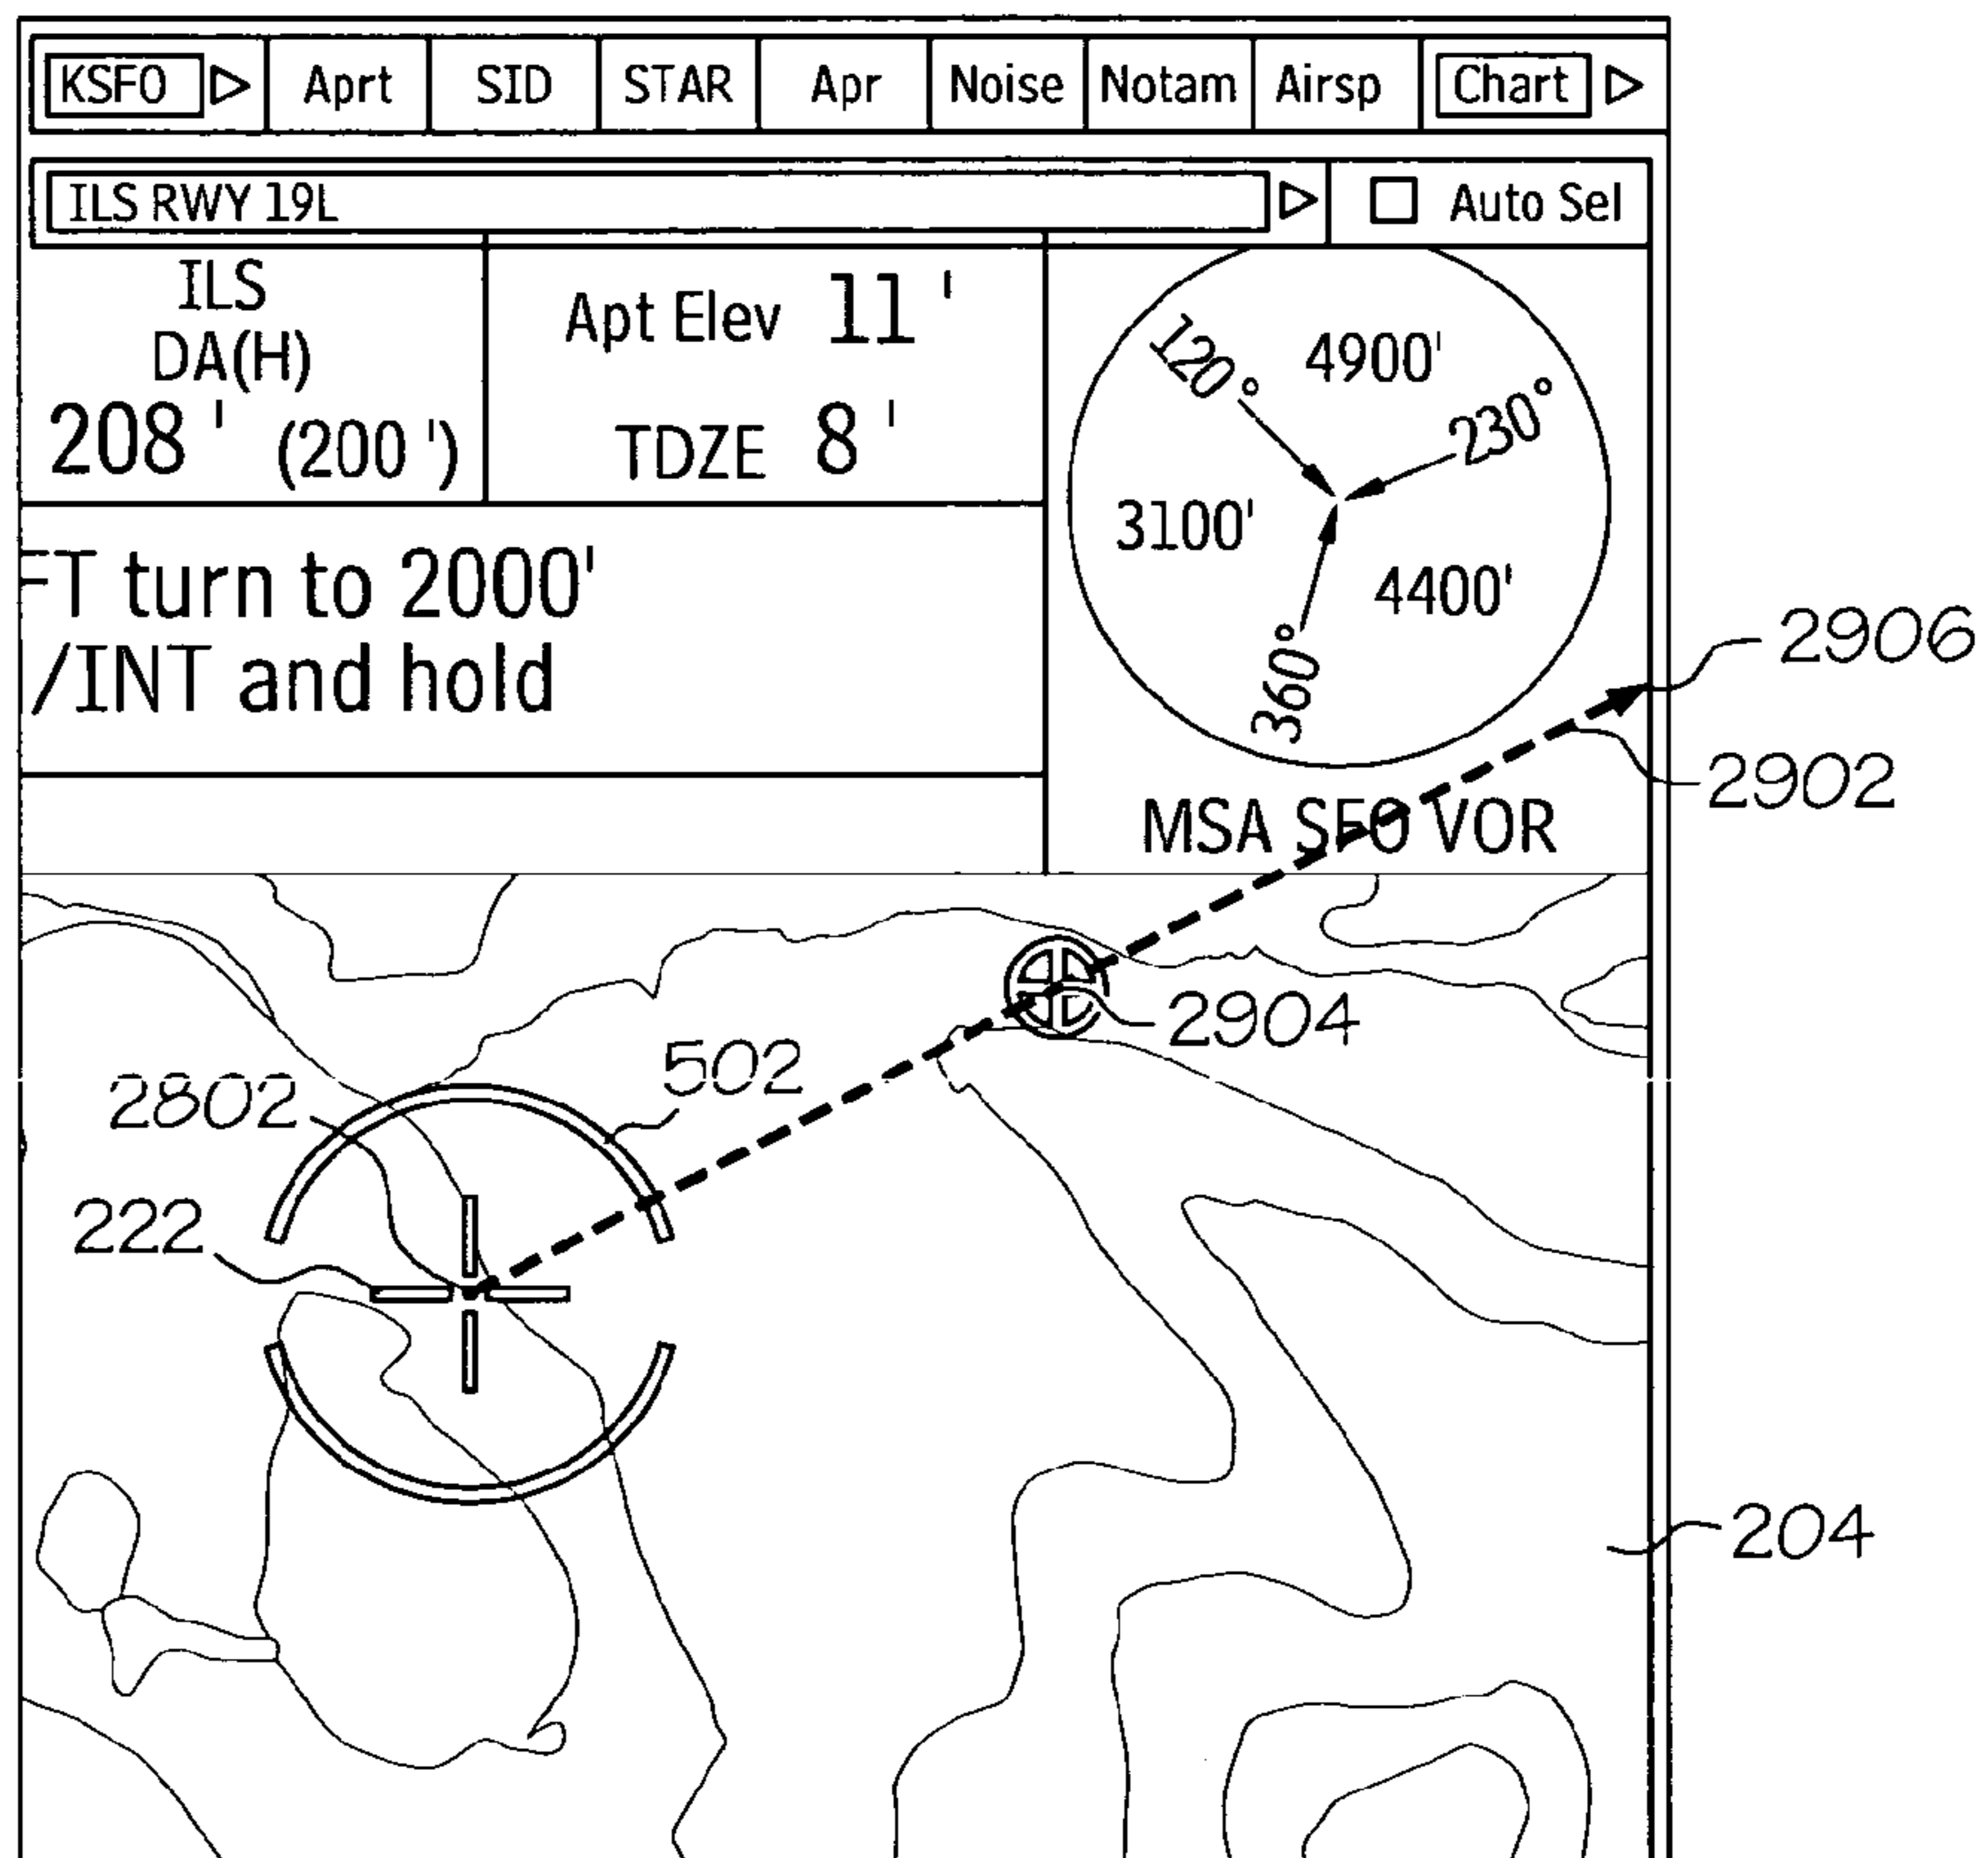 KSFO Aprt SID STAR Apr Noise Notam Airsp Chart
ILS RWY 19L Auto Sel
ILS
DA(H)
208 ' (200 ')
Apt Elev 11 '
TDZE 8 '
120°
4900'
230°
3100'
4400'
360°
MSA SFO VOR
FT turn to 2000'
/INT and hold
2906
2902
2904
502
2802
222
204